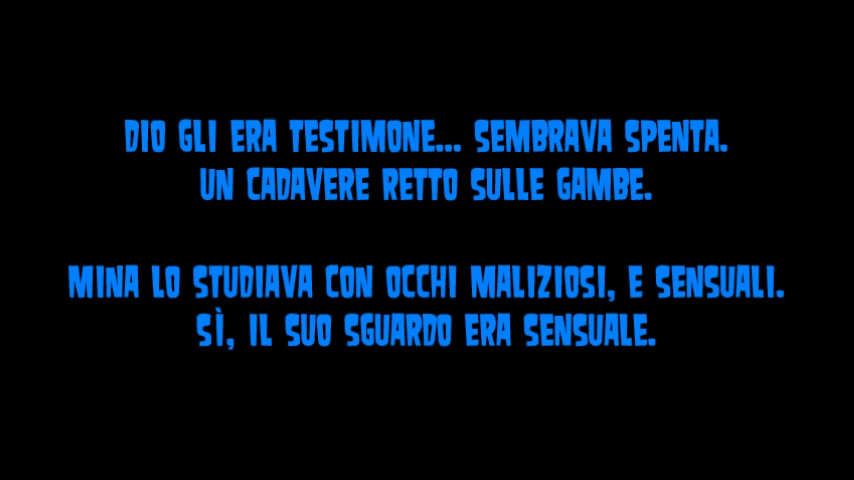 DIO GLI ERA TESTIMONE... SEMBRAVA SPENTA.
UN CADAVERE RETTO SULLE GAMBE.
MINA LO STUDIAVA CON OCCHI MALIZIOSI, E SENSUALI.
SÌ, IL SUO SGUARDO ERA SENSUALE.